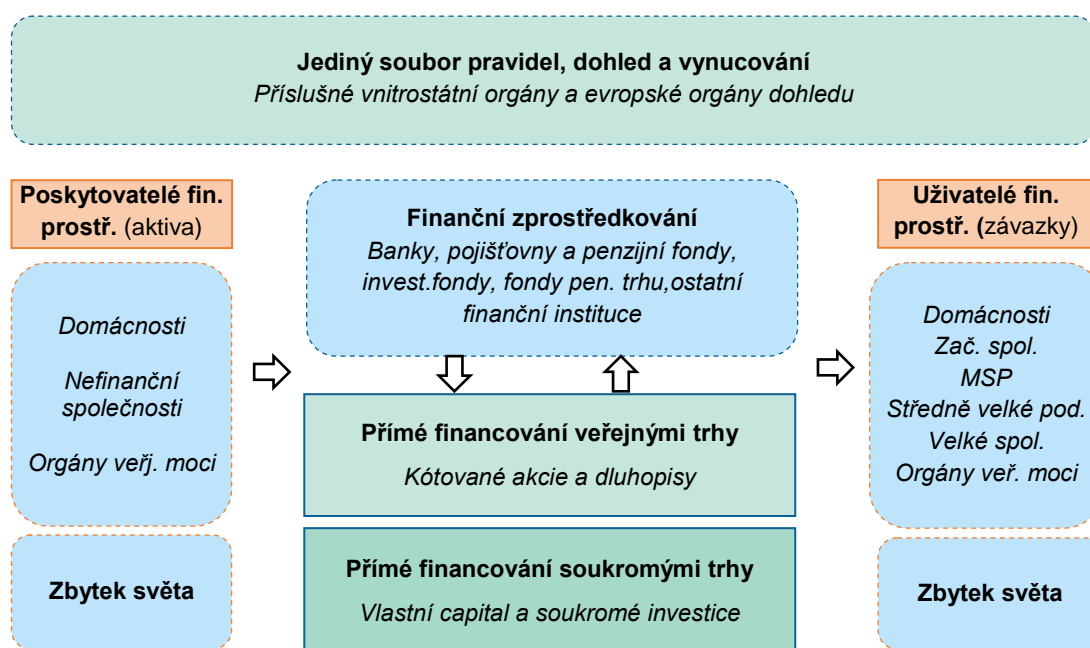 Jediný soubor pravidel, dohled a vynucování
Příslušné vnitrostátní orgány a evropské orgány dohledu
Poskytovatelé fin.
prostř. (aktiva)
Domácnosti
Nefinanční
společnosti
Orgány veřj. moci
Zbytek světa
Finanční zprostředkování
Banky, pojišťovny a penzijní fondy,
invest.fondy, fondy pen. trhu,ostatní
finanční instituce
Přímé financování veřejnými trhy
Kótované akcie a dluhopisy
Přímé financování soukromými trhy
Vlastní capital a soukromé investice
Uživatelé fin.
prostř. (závazky)
Domácnosti
Zač. spol.
MSP
Středně velké pod.
Velké spol.
Orgány veř. moci
Zbytek světa